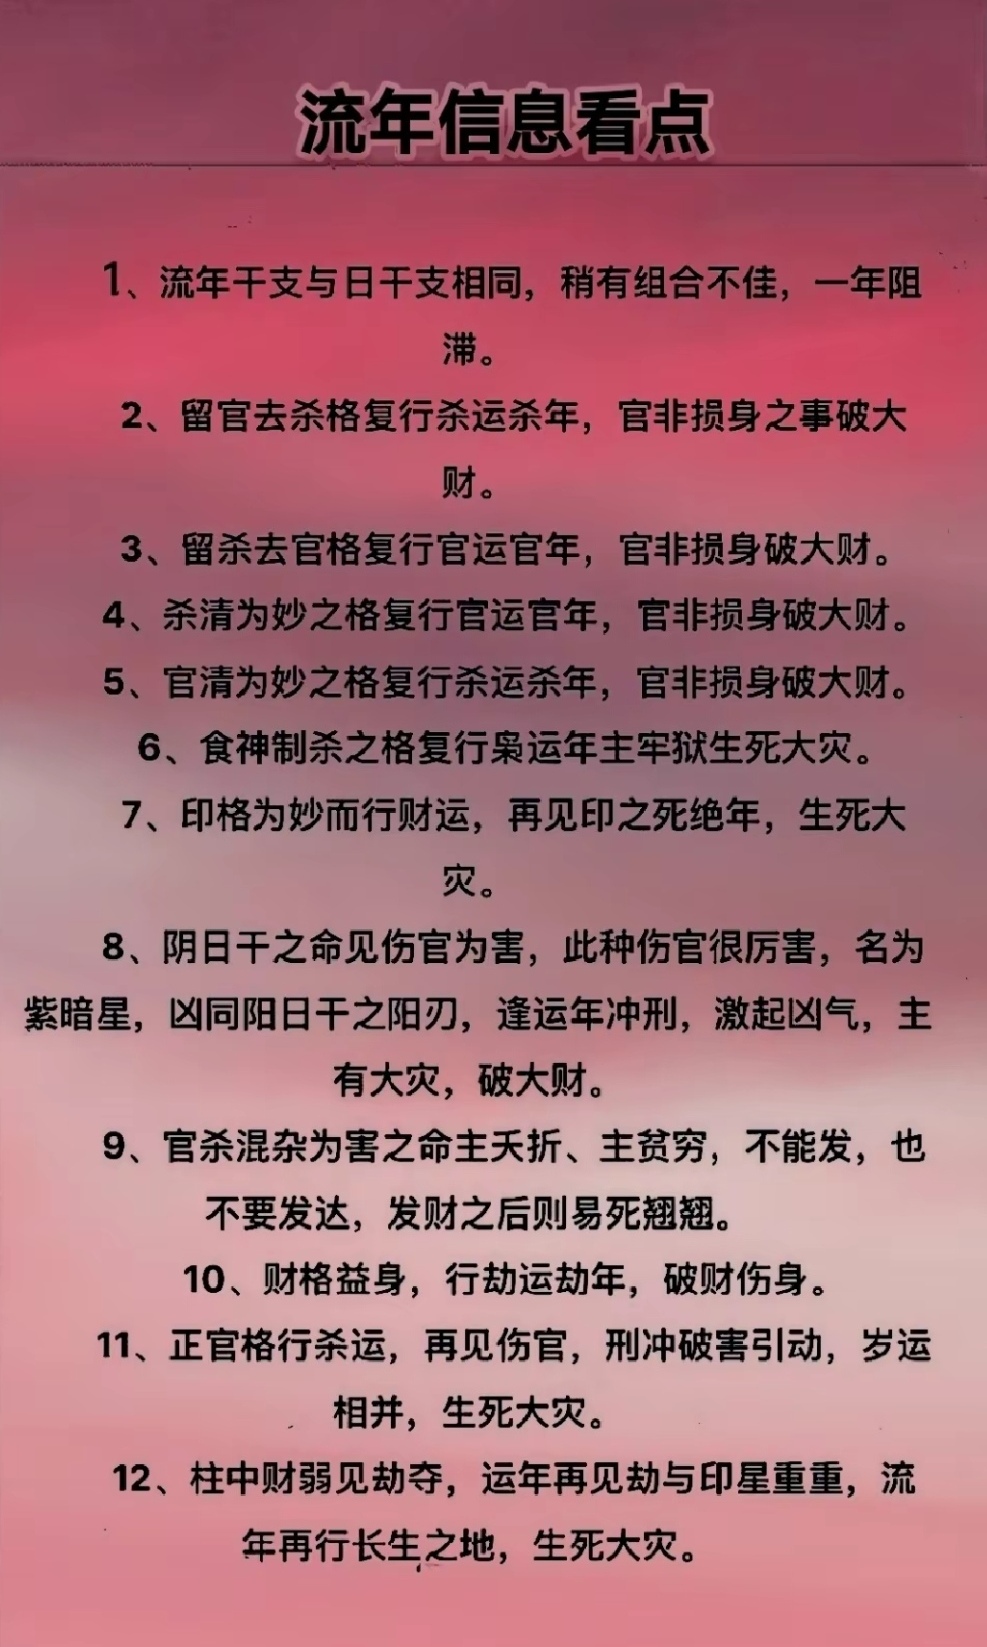 流年信息看点
1、流年干支与日干支相同，稍有组合不佳，一年阻
滞。
2、留官去杀格复行杀运杀年，官非损身之事破大
财。
3、留杀去官格复行官运官年，官非损身破大财。
4、杀清为妙之格复行官运官年，官非损身破大财。
5、官清为妙之格复行杀运杀年，官非损身破大财。
6、食神制杀之格复行枭运年主牢狱生死大灾。
7、印格为妙而行财运，再见印之死绝年，生死大
灾。
8、阴日干之命见伤官为害，此种伤官很厉害，名为
紫暗星，凶同阳日干之阳刃，逢运年冲刑，激起凶气，主
有大灾，破大财。
9、官杀混杂为害之命主夭折、主贫穷，不能发，也
不要发达，发财之后则易死翘翘。
10、财格益身，行劫运劫年，破财伤身。
11、正官格行杀运，再见伤官，刑冲破害引动，岁运
相并，生死大灾。
12、柱中财弱见劫夺，运年再见劫与印星重重，流
年再行长生之地，生死大灾。